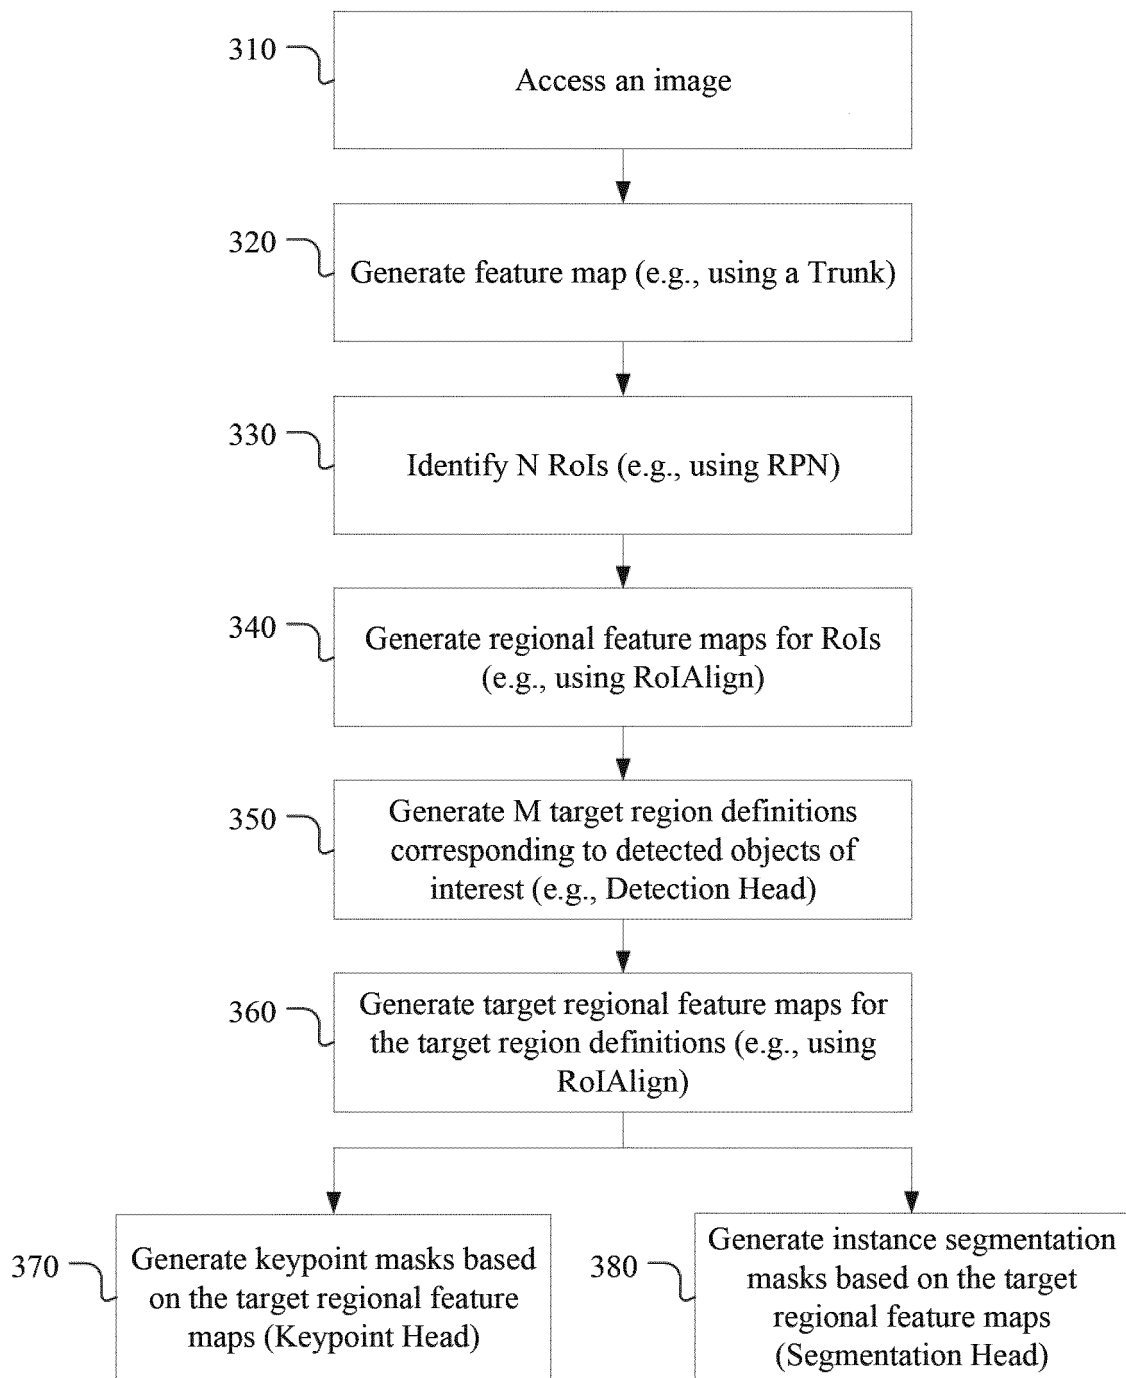 310
Access an image
320
Generate feature map (e.g., using a Trunk)
330
Identify N RoIs (e.g., using RPN)
340
Generate regional feature maps for RoIs
(e.g., using RoIAlign)
350
Generate M target region definitions
corresponding to detected objects of
interest (e.g., Detection Head)
360
Generate target regional feature maps for
the target region definitions (e.g., using
RoIAlign)
370
Generate keypoint masks based
on the target regional feature
maps (Keypoint Head)
380
Generate instance segmentation
masks based on the target
regional feature maps
(Segmentation Head)